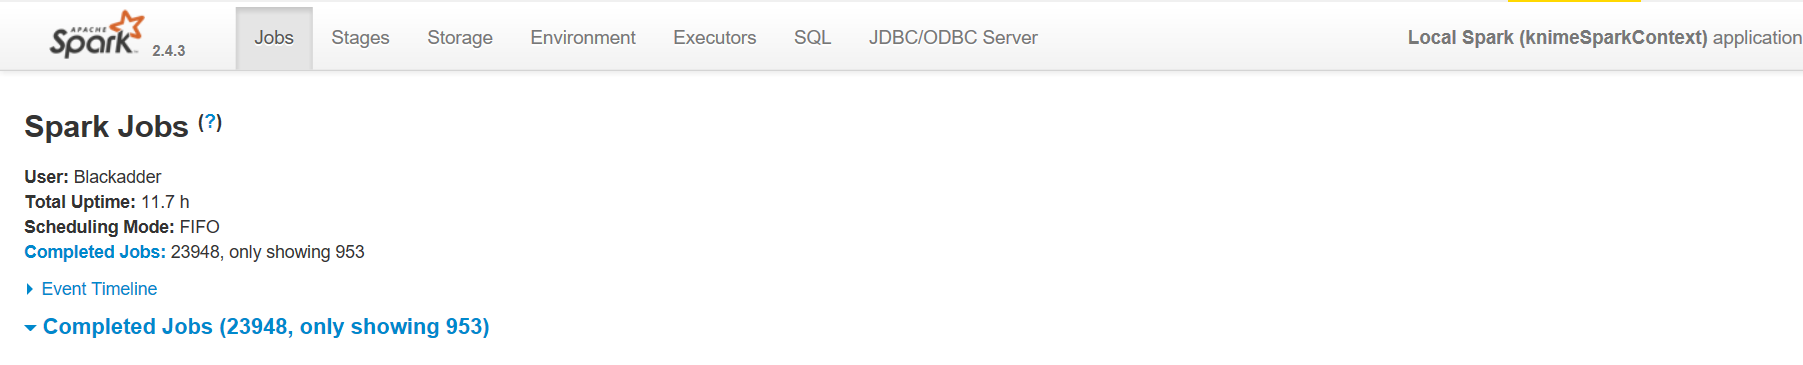 APACHE Spark 2.4.3 Jobs Stages Storage Environment Executors SQL JDBC/ODBC Server Local Spark (knimeSparkContext) application
Spark Jobs (?)
User: Blackadder
Total Uptime: 11.7 h
Scheduling Mode: FIFO
Completed Jobs: 23948, only showing 953
Event Timeline
Completed Jobs (23948, only showing 953)